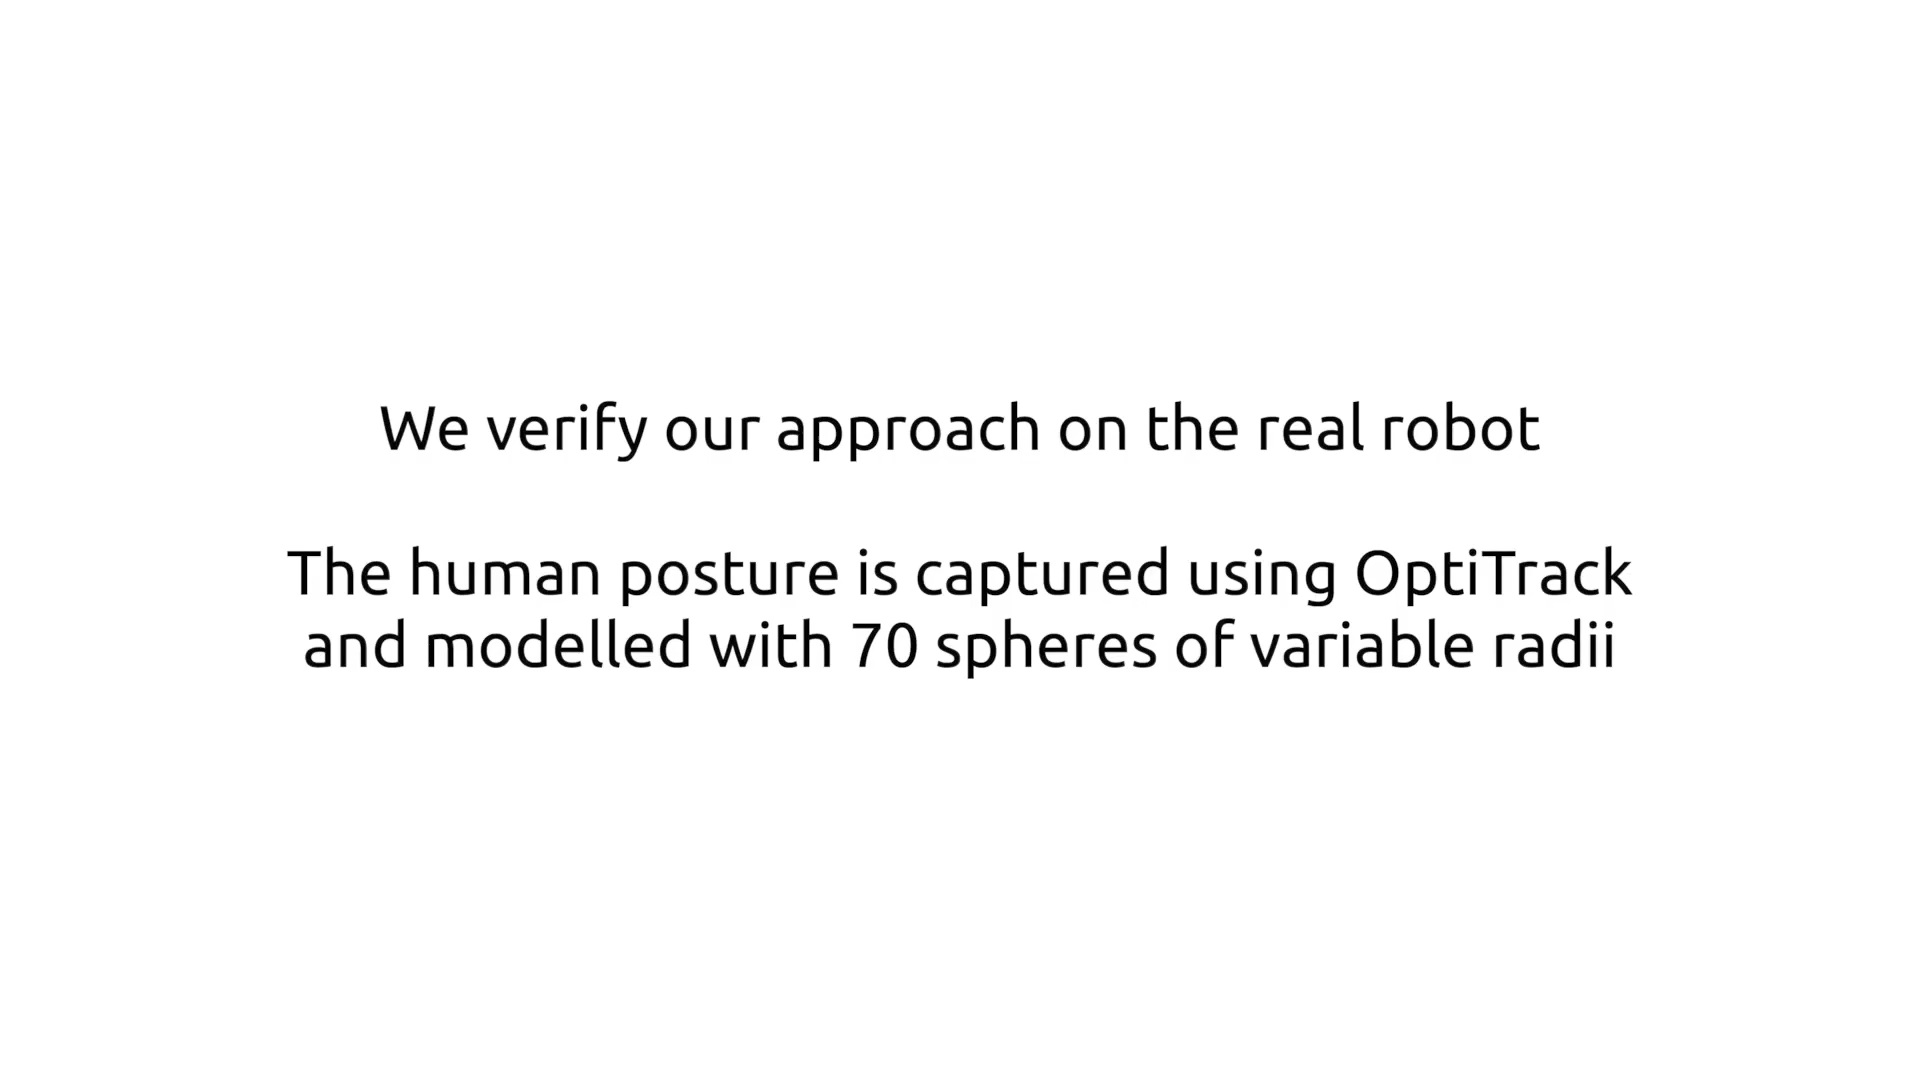 We verify our approach on the real robot
The human posture is captured using OptiTrack
and modelled with 70 spheres of variable radii